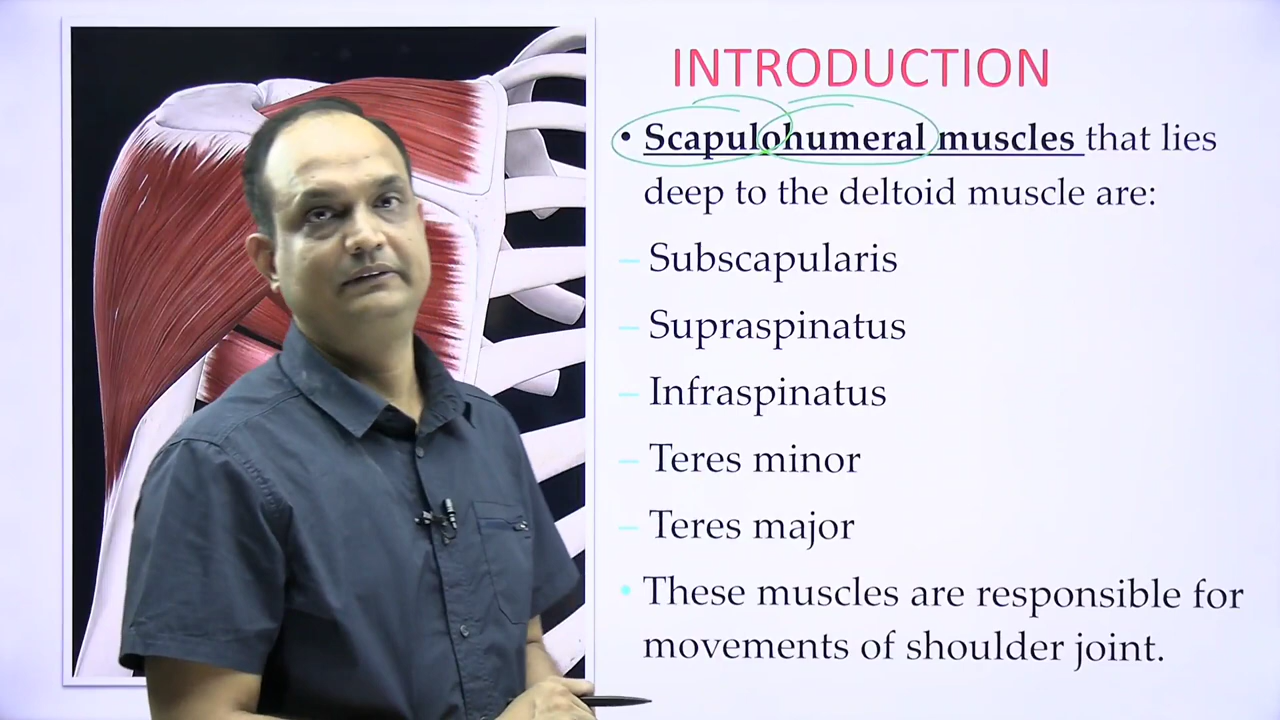 INTRODUCTION
• Scapulohumeral muscles that lies
deep to the deltoid muscle are:
– Subscapularis
– Supraspinatus
– Infraspinatus
– Teres minor
– Teres major
• These muscles are responsible for
movements of shoulder joint.